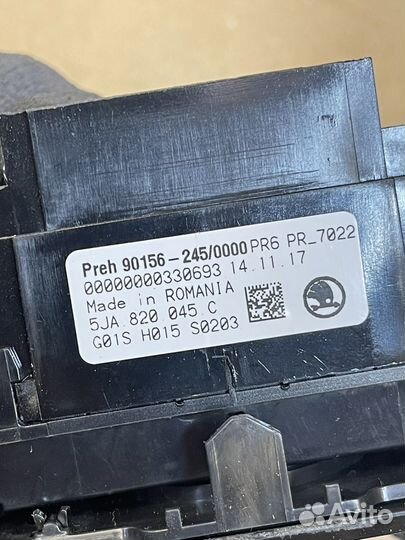 Preh 90156-245/0000 PR6 PR_7022
00000000330693 14.11.17
Made in ROMANIA
5JA.820 045.C
G01S H015 S0203
Avito